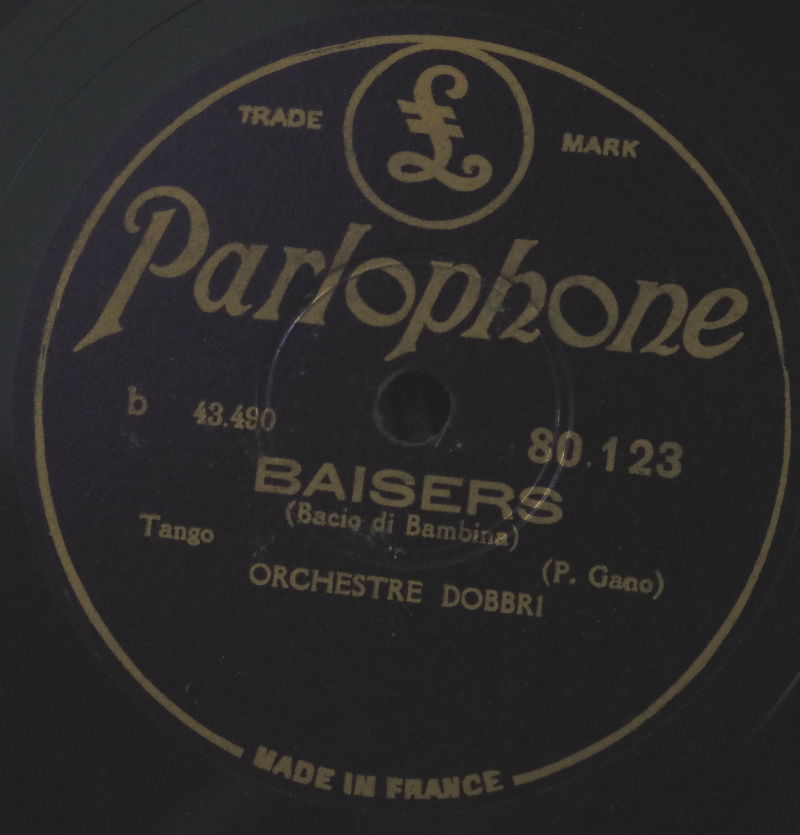 TRADE MARK
Parlophone
b 43.490
80.123
BAISERS
(Bacio di Bambina)
Tango
(P. Gano)
ORCHESTRE DOBBRI
MADE IN FRANCE